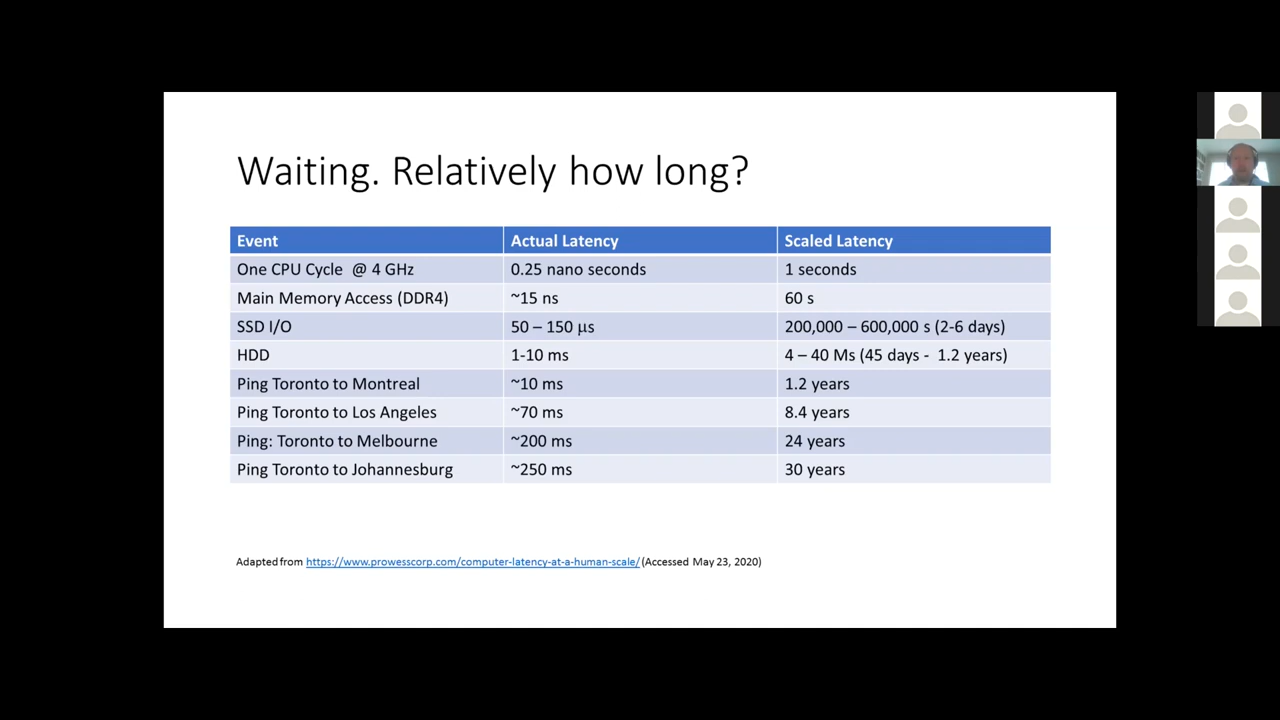 Waiting. Relatively how long?
Event Actual Latency Scaled Latency
One CPU Cycle @ 4 GHz 0.25 nano seconds 1 seconds
Main Memory Access (DDR4) ~15 ns 60 s
SSD I/O 50 – 150 μs 200,000 – 600,000 s (2-6 days)
HDD 1-10 ms 4 – 40 Ms (45 days - 1.2 years)
Ping Toronto to Montreal ~10 ms 1.2 years
Ping Toronto to Los Angeles ~70 ms 8.4 years
Ping: Toronto to Melbourne ~200 ms 24 years
Ping Toronto to Johannesburg ~250 ms 30 years
Adapted from https://www.prowesscorp.com/computer-latency-at-a-human-scale/ (Accessed May 23, 2020)